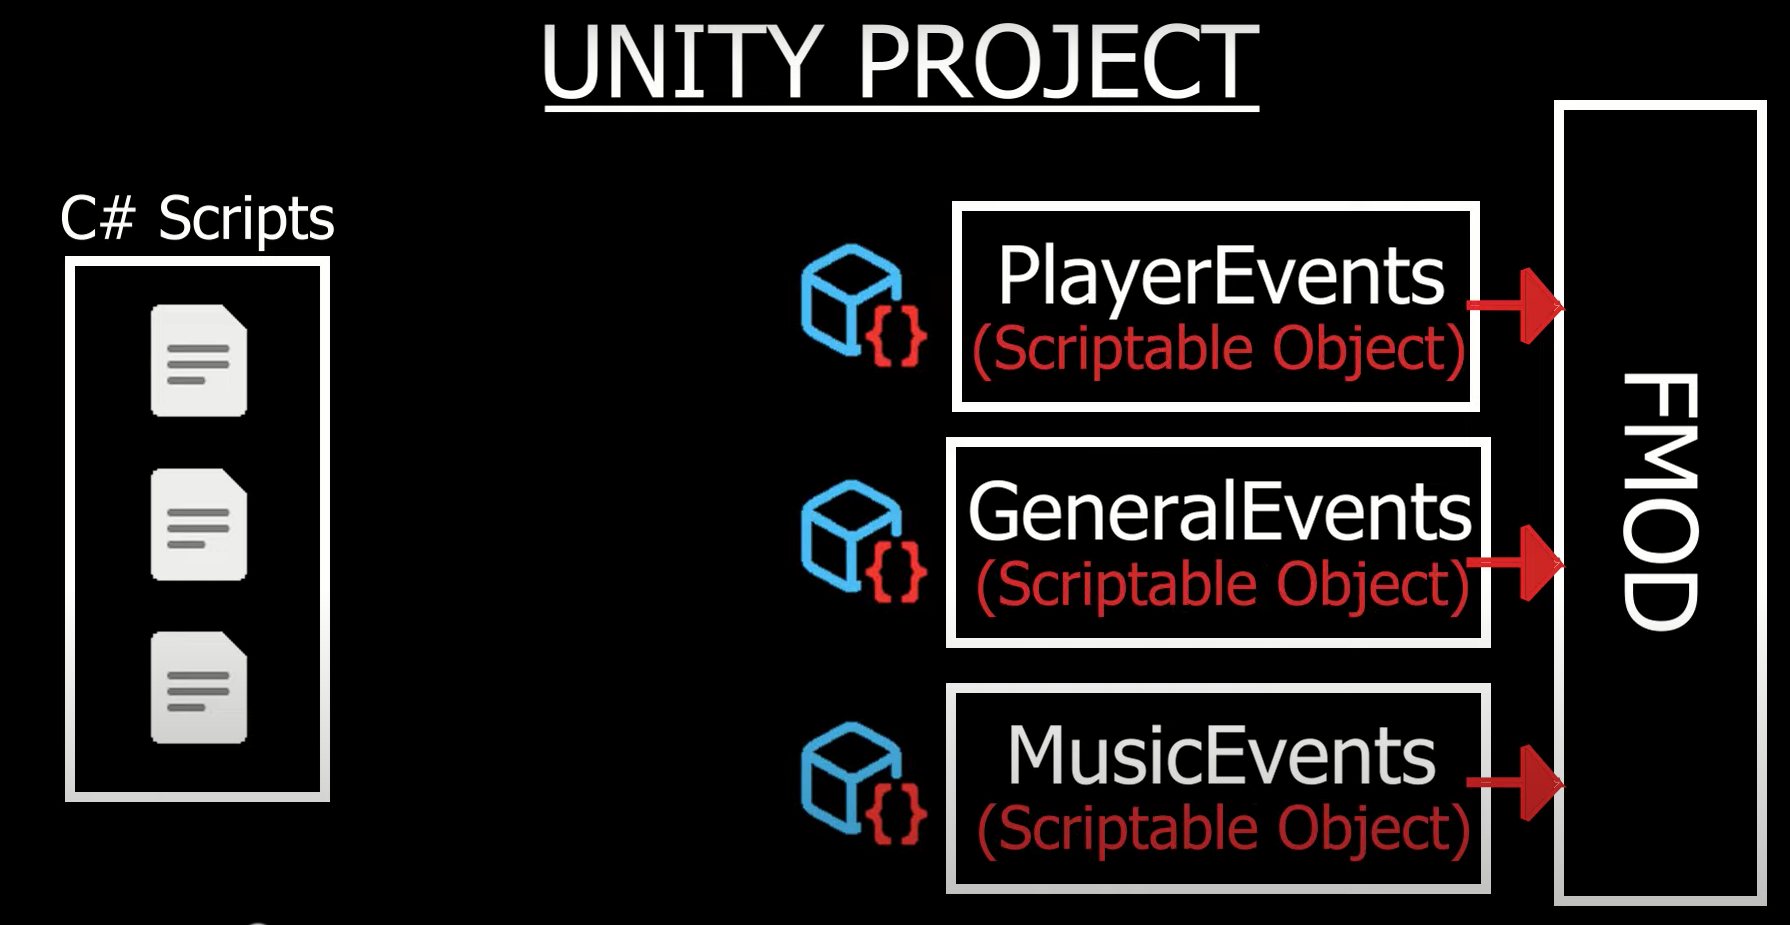 UNITY PROJECT
C# Scripts
PlayerEvents
(Scriptable Object)
GeneralEvents
(Scriptable Object)
MusicEvents
(Scriptable Object)
FMOD